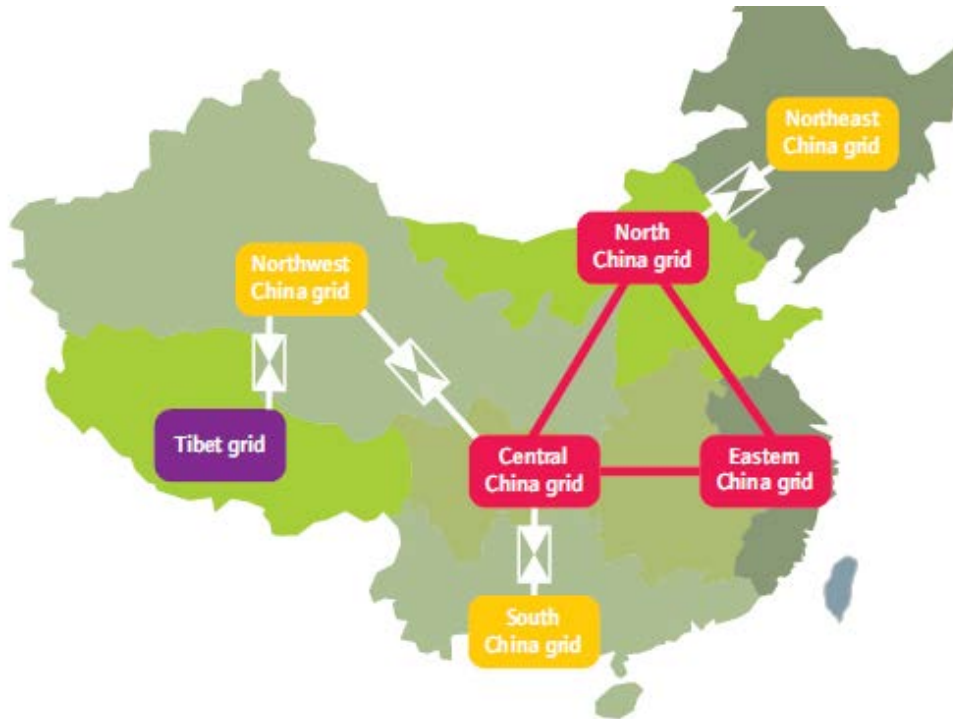 Northeast
China grid
North
China grid
Northwest
China grid
Tibet grid
Central
China grid
Eastern
China grid
South
China grid